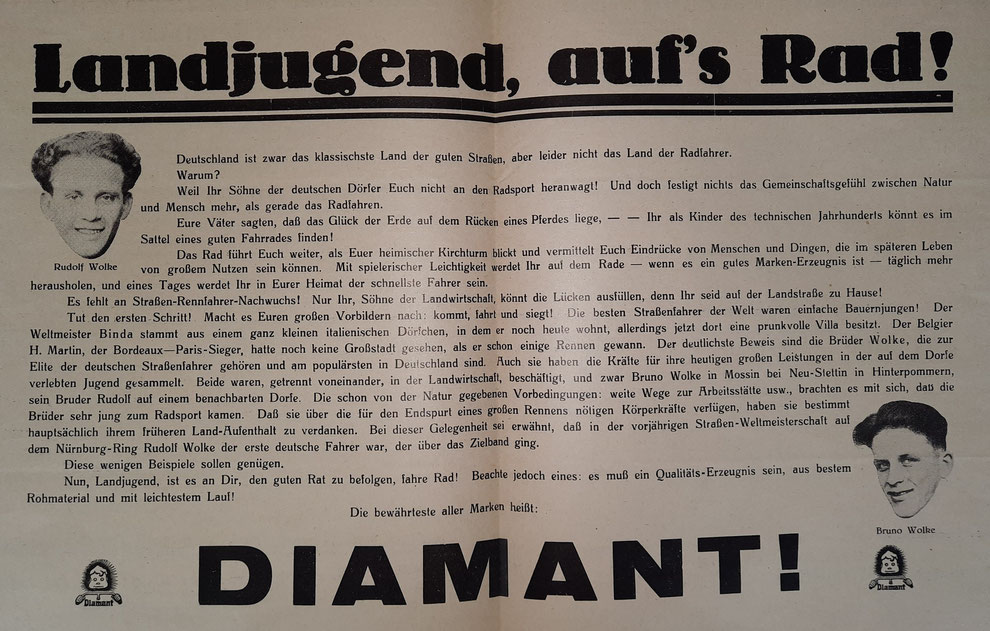 Landjugend, auf's Rad!
Deutschland ist zwar das klassischste Land der guten Straßen, aber leider nicht das Land der Radfahrer.
Warum?
Weil Ihr Söhne der deutschen Dörfer Euch nicht an den Radsport heranwagt! Und doch festigt nichts das Gemeinschaftsgefühl zwischen Natur
und Mensch mehr, als gerade das Radfahren.
Eure Väter sagten, daß das Glück der Erde auf dem Rücken eines Pferdes liege, — — Ihr als Kinder des technischen Jahrhunderts könnt es im
Sattel eines guten Fahrrades finden!
Das Rad führt Euch weiter, als Euer heimischer Kirchturm blickt und vermittelt Euch Eindrücke von Menschen und Dingen, die im späteren Leben
Rudolf Wolke
von großem Nutzen sein können. Mit spielerischer Leichtigkeit werdet Ihr auf dem Rade — wenn es ein gutes Marken-Erzeugnis ist — täglich mehr
herausholen, und eines Tages werdet Ihr in Eurer Heimat der schnellste Fahrer sein.
Es fehlt an Straßen-Rennfahrer-Nachwuchs! Nur Ihr, Söhne der Landwirtschaft, könnt die Lücken ausfüllen, denn Ihr seid auf der Landstraße zu Hause!
Tut den ersten Schritt! Macht es Euren großen Vorbildern nach: kommt, fahrt und siegt! Die besten Straßenfahrer der Welt waren einfache Bauernjungen! Der
Weltmeister Binda stammt aus einem ganz kleinen italienischen Dörfchen, in dem er noch heute wohnt, allerdings jetzt dort eine prunkvolle Villa besitzt. Der Belgier
H. Martin, der Bordeaux—Paris-Sieger, hatte noch keine Großstadt gesehen, als er schon einige Rennen gewann. Der deutlichste Beweis sind die Brüder Wolke, die zur
Elite der deutschen Straßenfahrer gehören und am populärsten in Deutschland sind. Auch sie haben die Kräfte für ihre heutigen großen Leistungen in der auf dem Dorfe
verlebten Jugend gesammelt. Beide waren, getrennt voneinander, in der Landwirtschaft, beschäftigt, und zwar Bruno Wolke in Mossin bei Neu-Stettin in Hinterpommern,
sein Bruder Rudolf auf einem benachbarten Dorfe. Die schon von der Natur gegebenen Vorbedingungen: weite Wege zur Arbeitsstätte usw., brachten es mit sich, daß die
Brüder sehr jung zum Radsport kamen. Daß sie über die für den Endspurt eines großen Rennens nötigen Körperkräfte verfügen, haben sie bestimmt
hauptsächlich ihrem früheren Land-Aufenthalt zu verdanken. Bei dieser Gelegenheit sei erwähnt, daß in der vorjährigen Straßen-Weltmeisterschaft auf
dem Nürnburg-Ring Rudolf Wolke der erste deutsche Fahrer war, der über das Zielband ging.
Diese wenigen Beispiele sollen genügen.
Nun, Landjugend, ist es an Dir, den guten Rat zu befolgen, fahre Rad! Beachte jedoch eines: es muß ein Qualitäts-Erzeugnis sein, aus bestem
Rohmaterial und mit leichtestem Lauf!
Bruno Wolke
Die bewährteste aller Marken heißt:
DIAMANT!
Diamant
Diamant